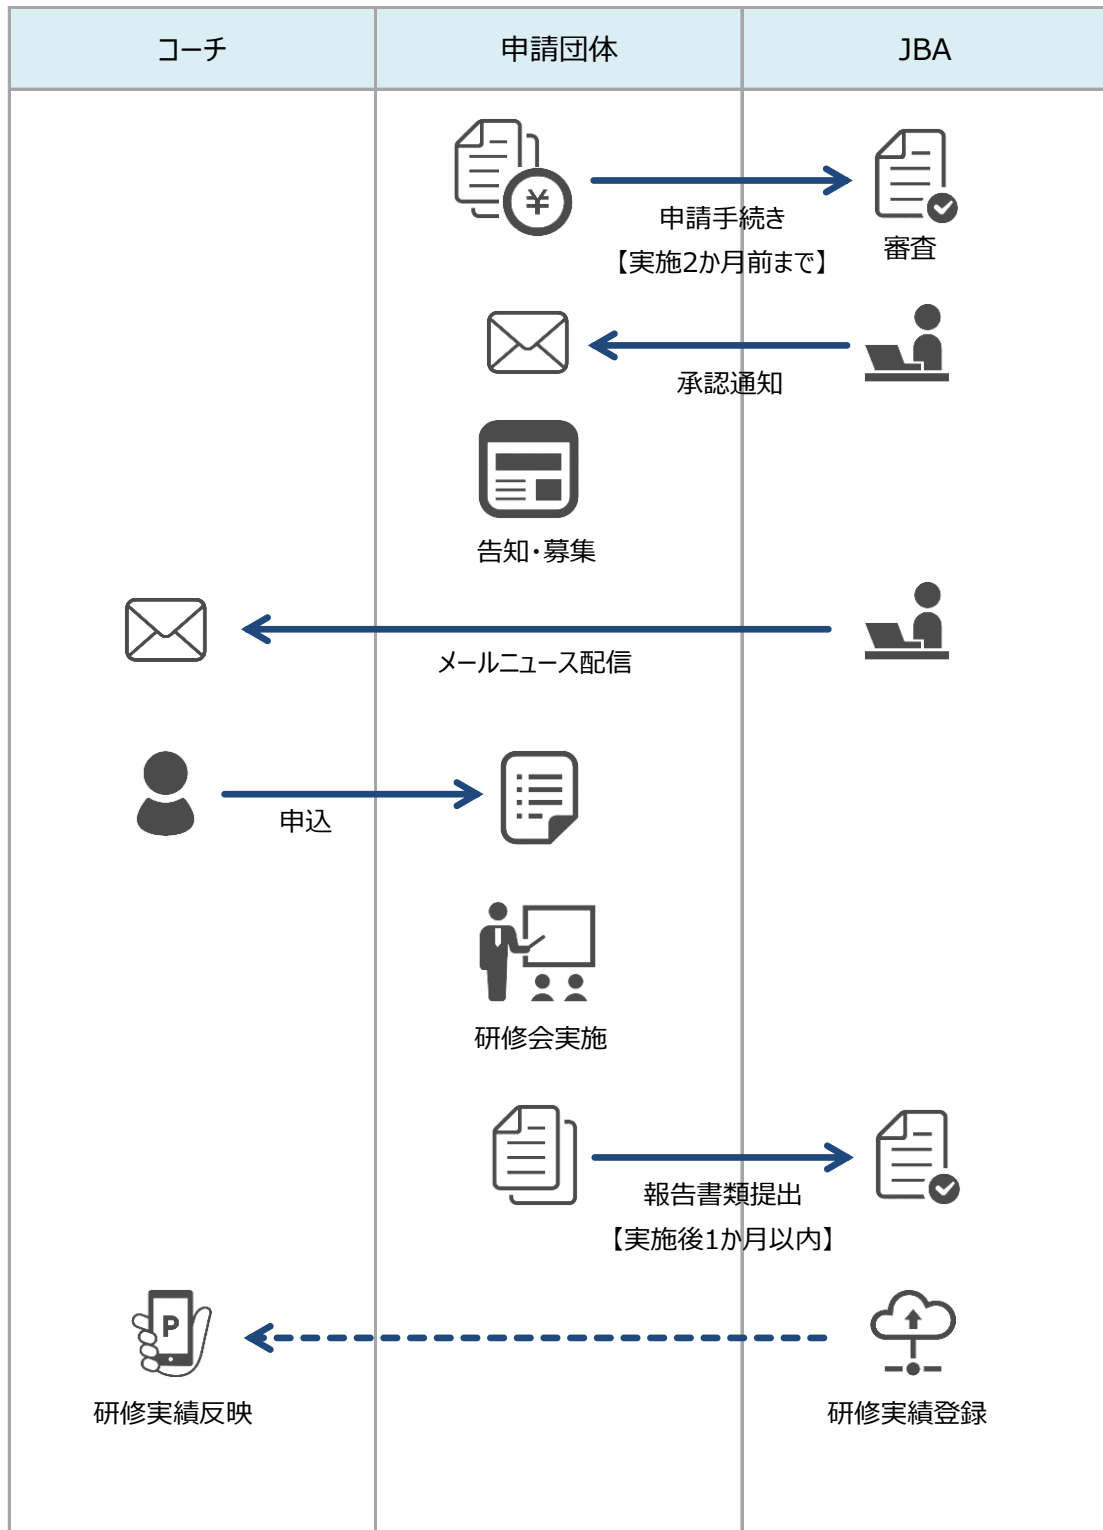 コーチ
申請団体
JBA
¥
申請手続き
【実施2か月前まで】
審査
承認通知
告知・募集
メールニュース配信
申込
研修会実施
報告書類提出
【実施後1か月以内】
P
研修実績反映
研修実績登録